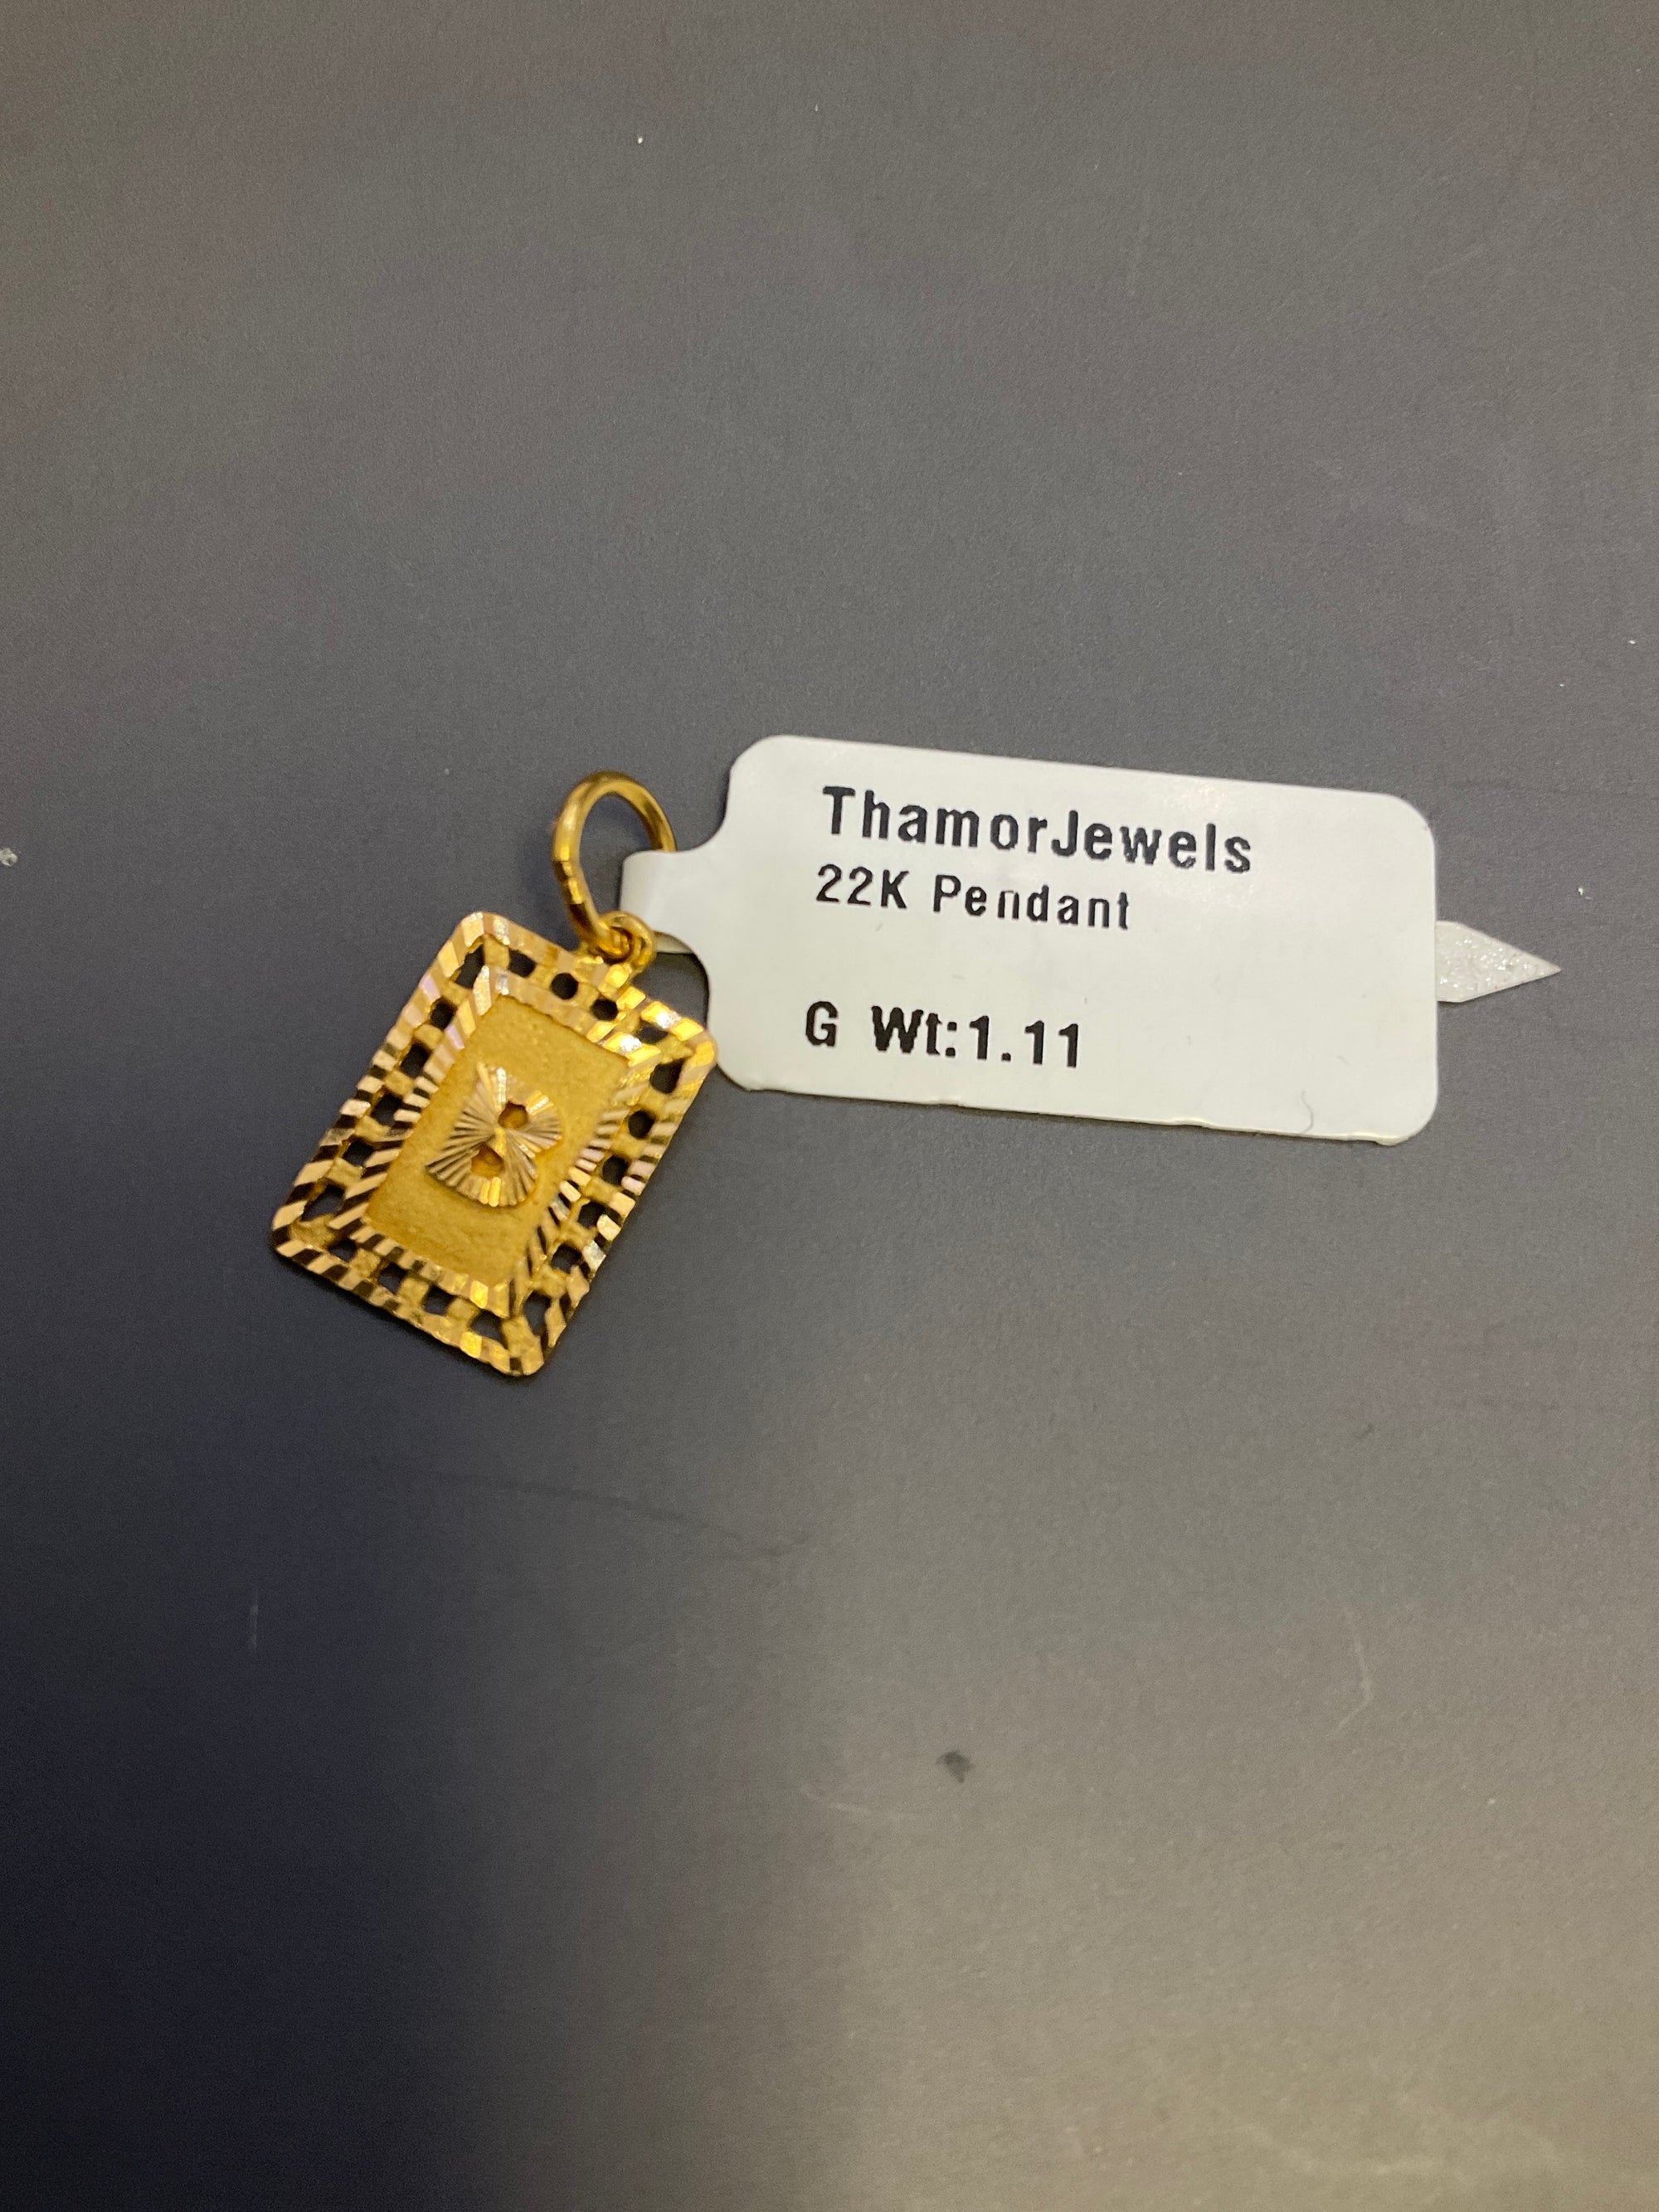 ThamorJewels
22K Pendant
G Wt:1.11